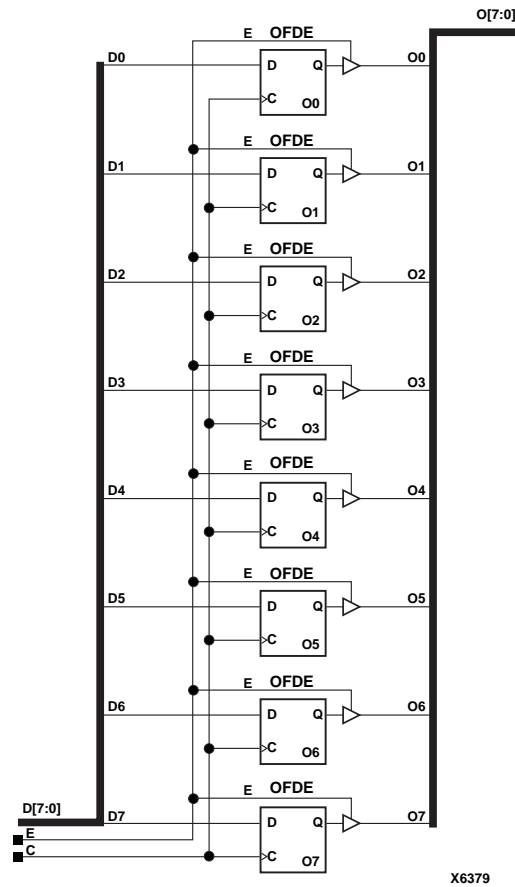 O[7:0]
E OFDE
D0 D Q O0
C O0
E OFDE
D1 D Q O1
C O1
E OFDE
D2 D Q O2
C O2
E OFDE
D3 D Q O3
C O3
E OFDE
D4 D Q O4
C O4
E OFDE
D5 D Q O5
C O5
E OFDE
D6 D Q O6
C O6
E OFDE
D[7:0]
D7 D Q O7
E
C
C O7
X6379